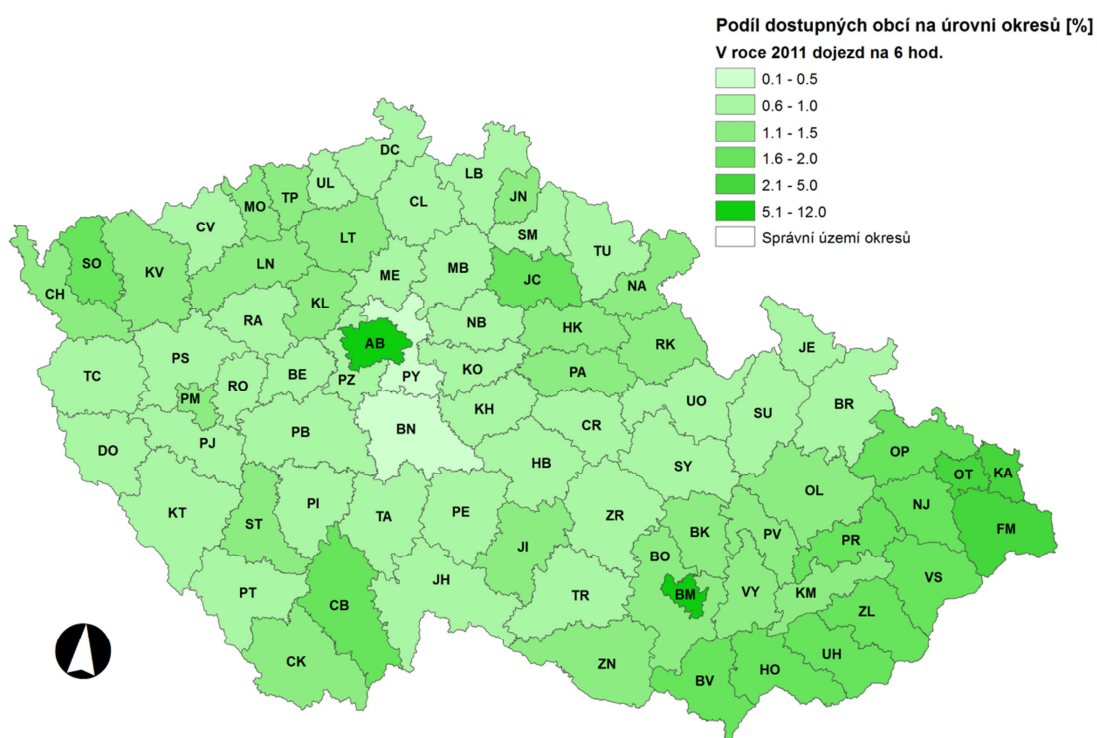 Podíl dostupných obcí na úrovni okresů [%]
V roce 2011 dojezd na 6 hod.
0.1 - 0.5
0.6 - 1.0
1.1 - 1.5
1.6 - 2.0
2.1 - 5.0
5.1 - 12.0
Správní území okresů
DC
LB
UL
TP
MO
CL
JN
CV
LT
SM
TU
SO
KV
LN
ME
MB
JC
NA
CH
KL
RA
NB
HK
RK
AB
JE
PS
TC
RO
BE
PZ
PY
KO
PA
PM
BR
UO
SU
KH
BN
PB
CR
DO
PJ
OP
HB
SY
OT
KA
OL
KT
PI
TA
PE
ZR
NJ
ST
FM
BK
PV
PR
JI
BO
JH
VS
PT
TR
BM
VY
KM
CB
ZL
UH
CK
ZN
HO
BV